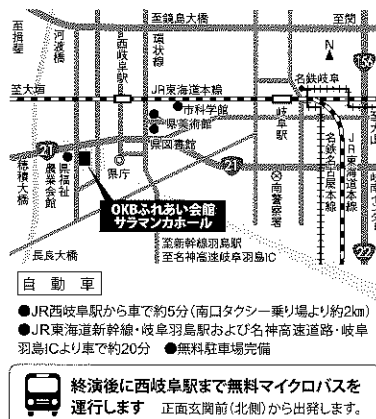 至鏡島大橋
至関
至揖斐
河渡橋
西岐阜駅
環状線
N
156
名鉄岐阜
至大垣
JR東海道本線
市科学館
県美術館
岐阜駅
県図書館
21
21
穂積大橋
県福祉農業会館
県庁
南警察署
名鉄名古屋本線
JR東海道本線
22
OKBふれあい会館
サラマンカホール
長良大橋
至新幹線羽島駅
至名神高速岐阜羽島IC
自動車
●JR西岐阜駅から車で約5分(南口タクシー乗り場より約2km)
●JR東海道新幹線・岐阜羽島駅および名神高速道路・岐阜
羽島ICより車で約20分 ●無料駐車場完備
終演後に西岐阜駅まで無料マイクロバスを
運行します 正面玄関前(北側)から出発します。